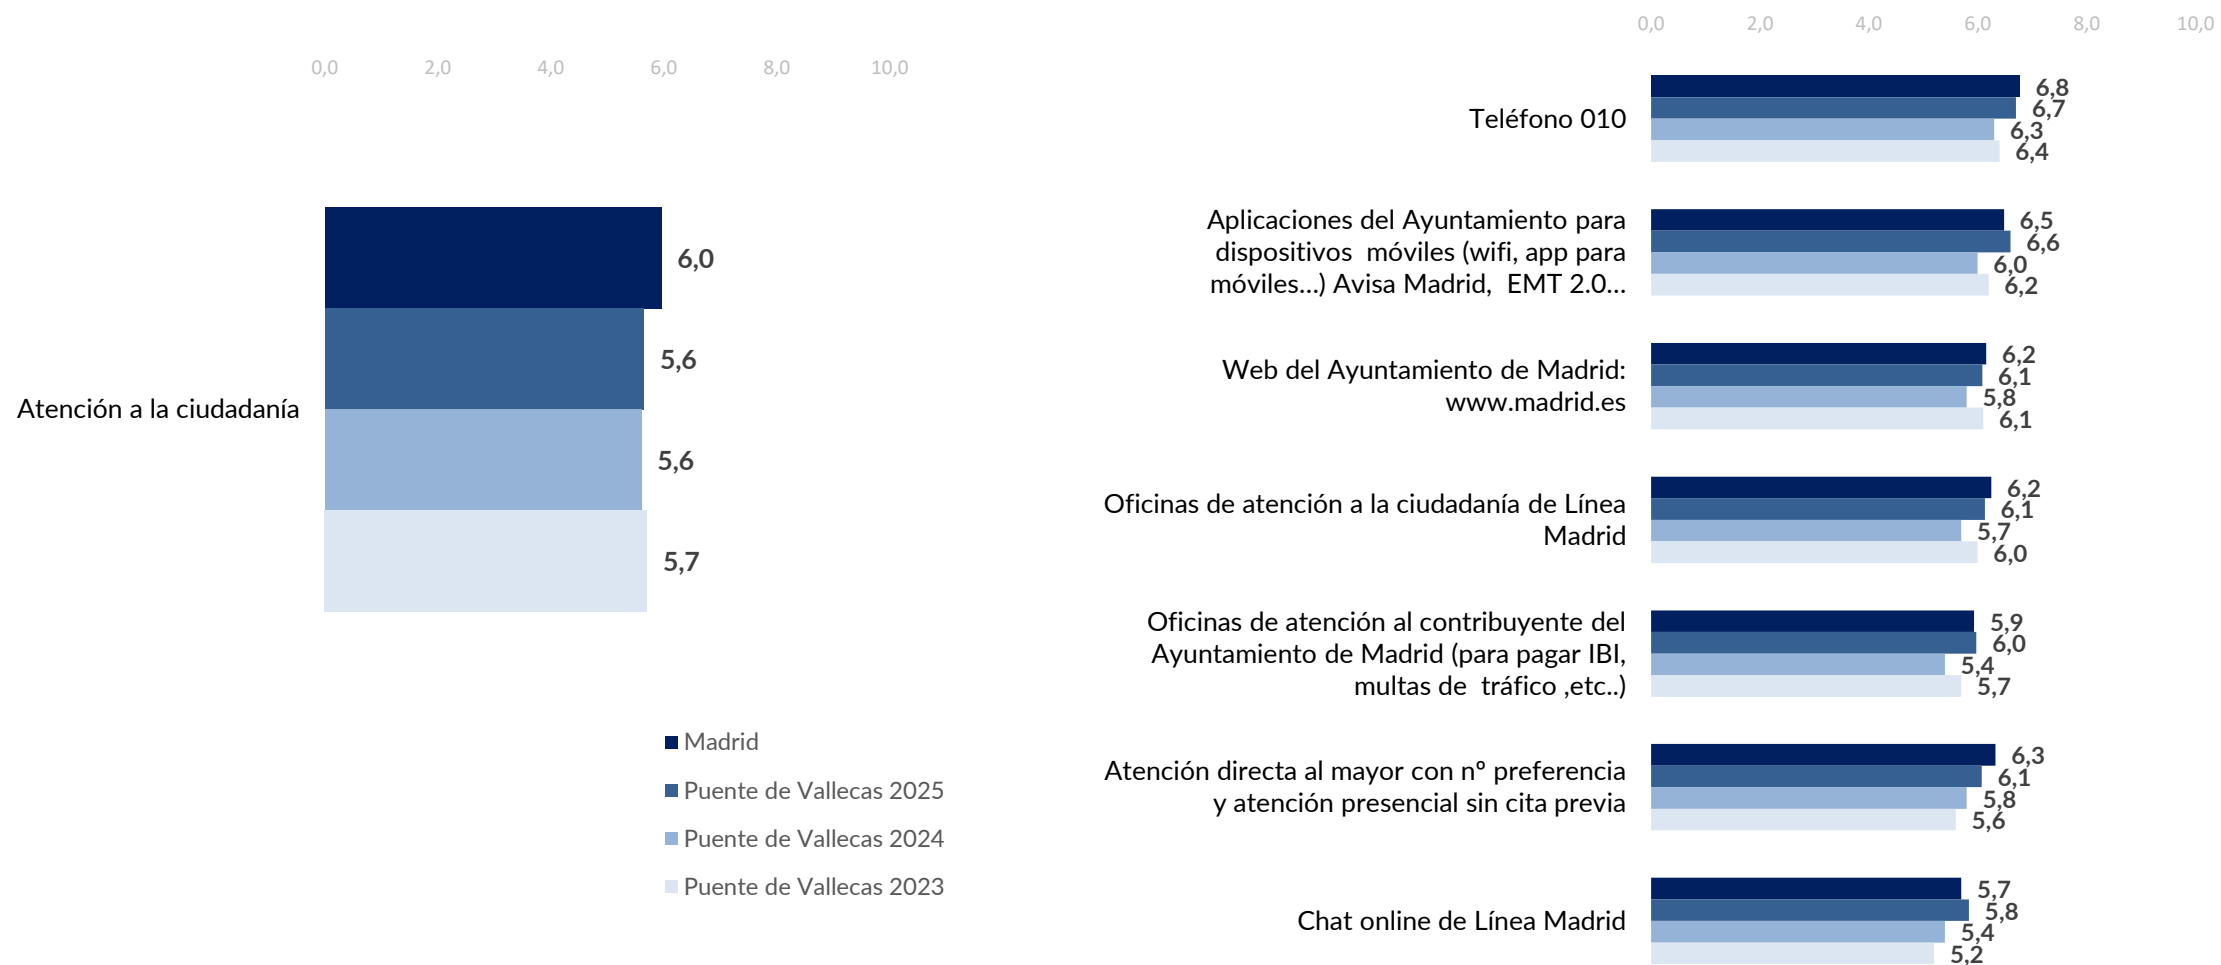 0,0 2,0 4,0 6,0 8,0 10,0
Atención a la ciudadanía
6,0
5,6
5,6
5,7
Madrid
Puente de Vallecas 2025
Puente de Vallecas 2024
Puente de Vallecas 2023
0,0 2,0 4,0 6,0 8,0 10,0
Teléfono 010
6,8
6,7
6,3
6,4
Aplicaciones del Ayuntamiento para
dispositivos  móviles (wifi, app para
móviles…) Avisa Madrid,  EMT 2.0…
6,5
6,6
6,0
6,2
Web del Ayuntamiento de Madrid:
www.madrid.es
6,2
6,1
5,8
6,1
Oficinas de atención a la ciudadanía de Línea
Madrid
6,2
6,1
5,7
6,0
Oficinas de atención al contribuyente del
Ayuntamiento de Madrid (para pagar IBI,
multas de  tráfico ,etc..)
5,9
6,0
5,4
5,7
Atención directa al mayor con nº preferencia
y atención presencial sin cita previa
6,3
6,1
5,8
5,6
Chat online de Línea Madrid
5,7
5,8
5,4
5,2